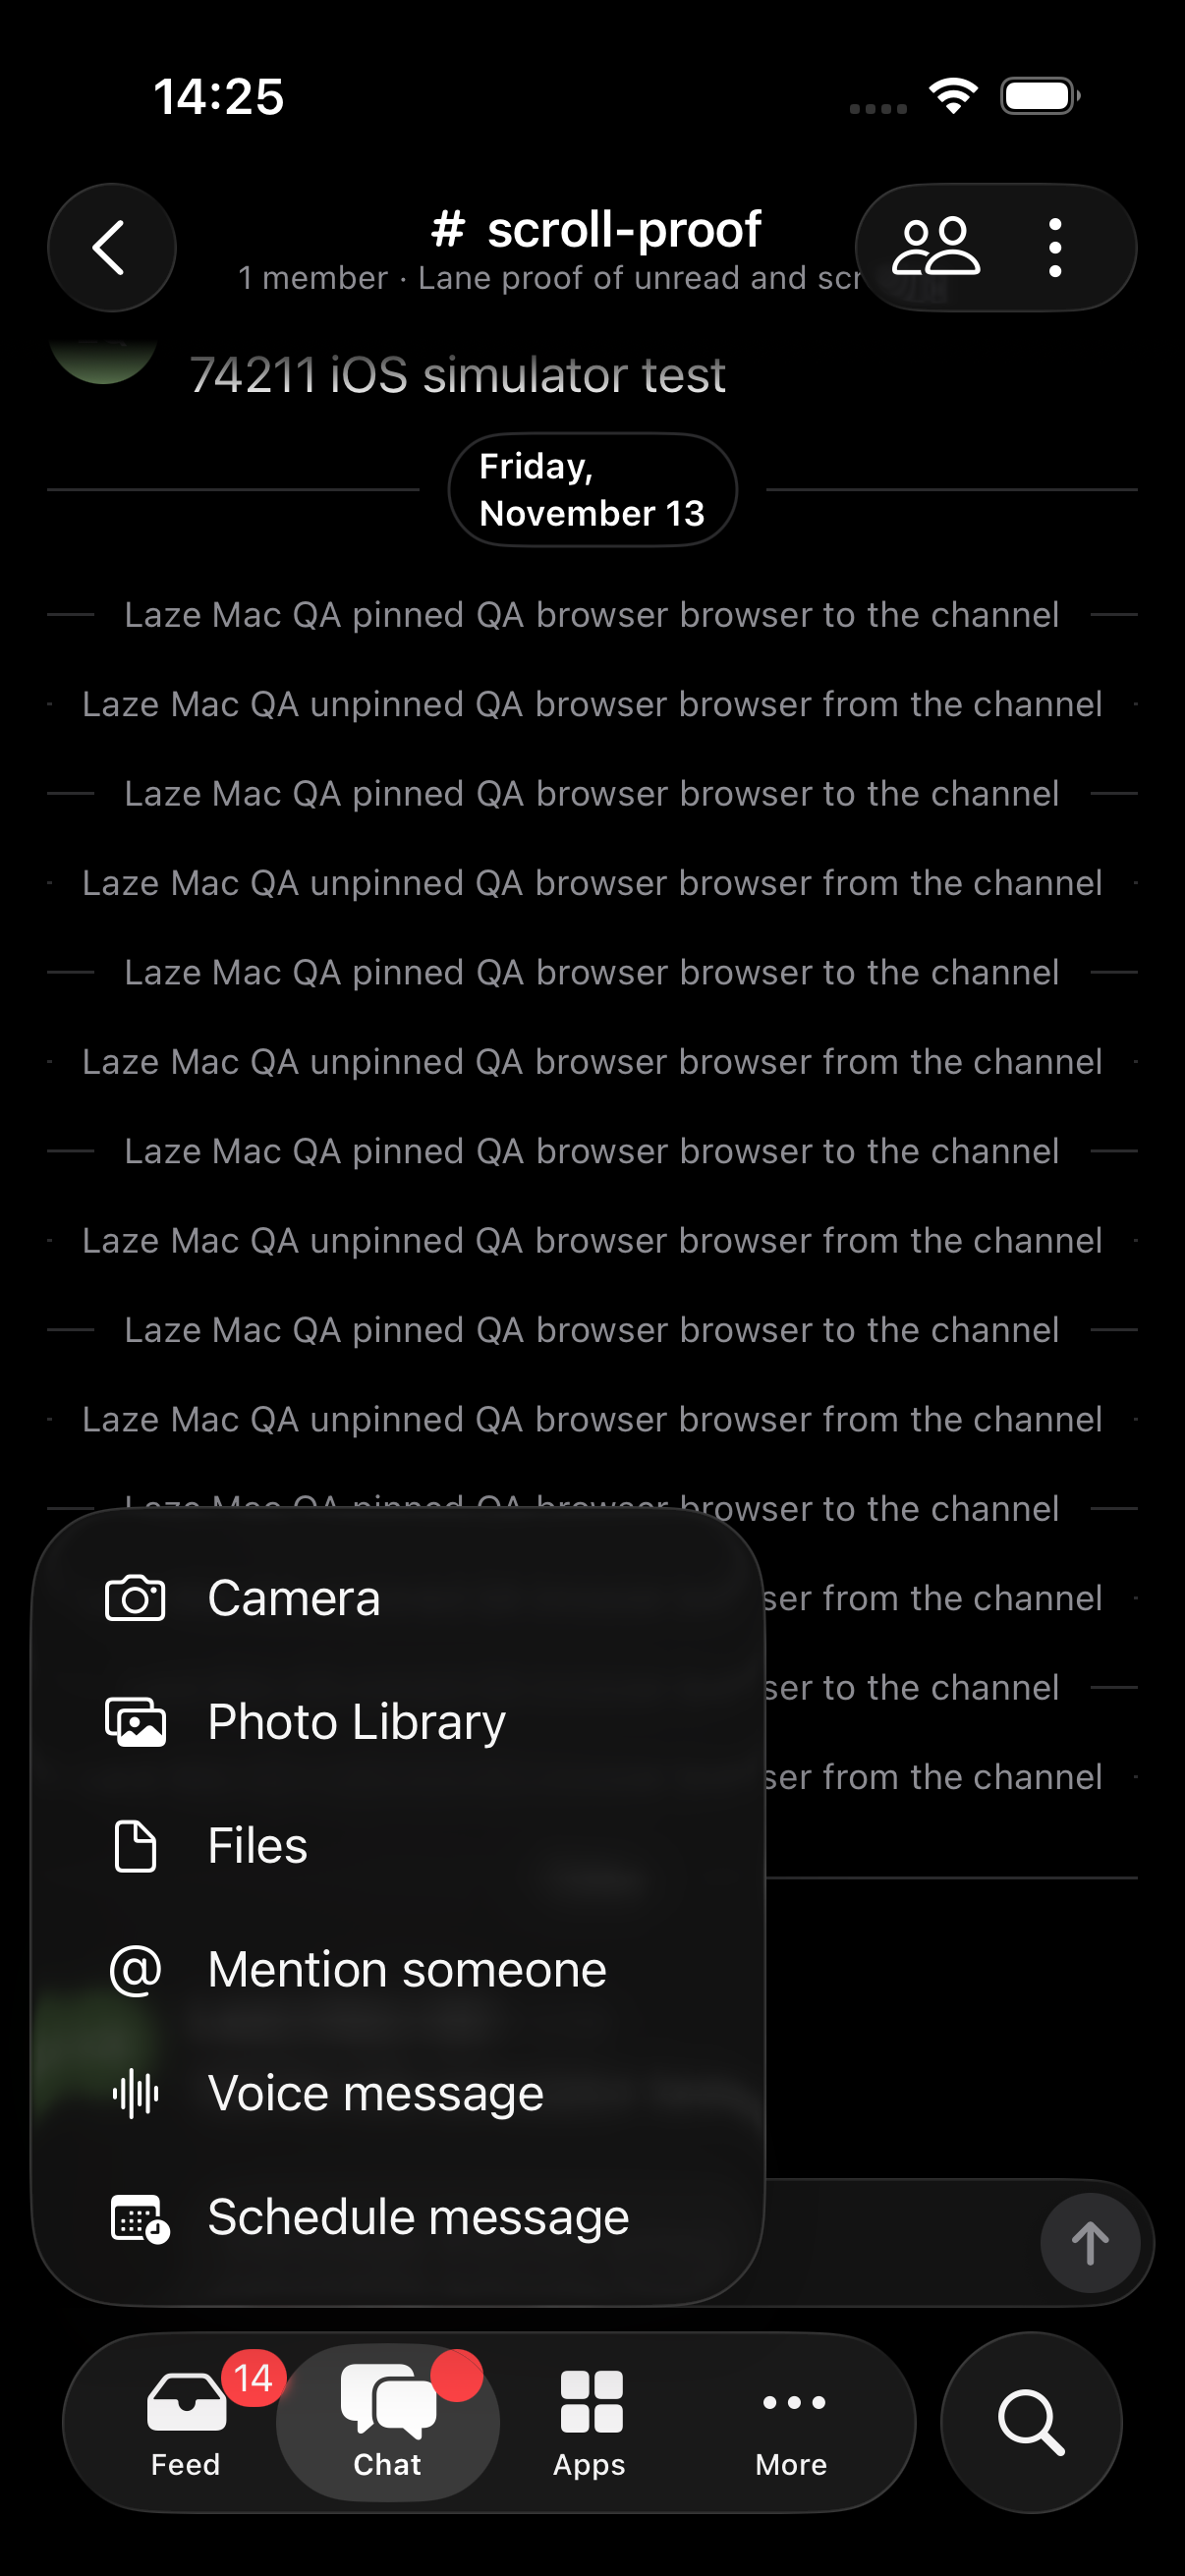 14:25
# scroll-proof
1 member · Lane proof of unread and scr
74211 iOS simulator test
Friday,
November 13
Laze Mac QA pinned QA browser browser to the channel
Laze Mac QA unpinned QA browser browser from the channel
Laze Mac QA pinned QA browser browser to the channel
Laze Mac QA unpinned QA browser browser from the channel
Laze Mac QA pinned QA browser browser to the channel
Laze Mac QA unpinned QA browser browser from the channel
Laze Mac QA pinned QA browser browser to the channel
Laze Mac QA unpinned QA browser browser from the channel
Laze Mac QA pinned QA browser browser to the channel
Laze Mac QA unpinned QA browser browser from the channel
Laze Mac QA pinned QA browser browser to the channel
Camera
ser from the channel
Photo Library
ser to the channel
ser from the channel
Files
@ Mention someone
Voice message
Schedule message
14
Feed
Chat
Apps
More